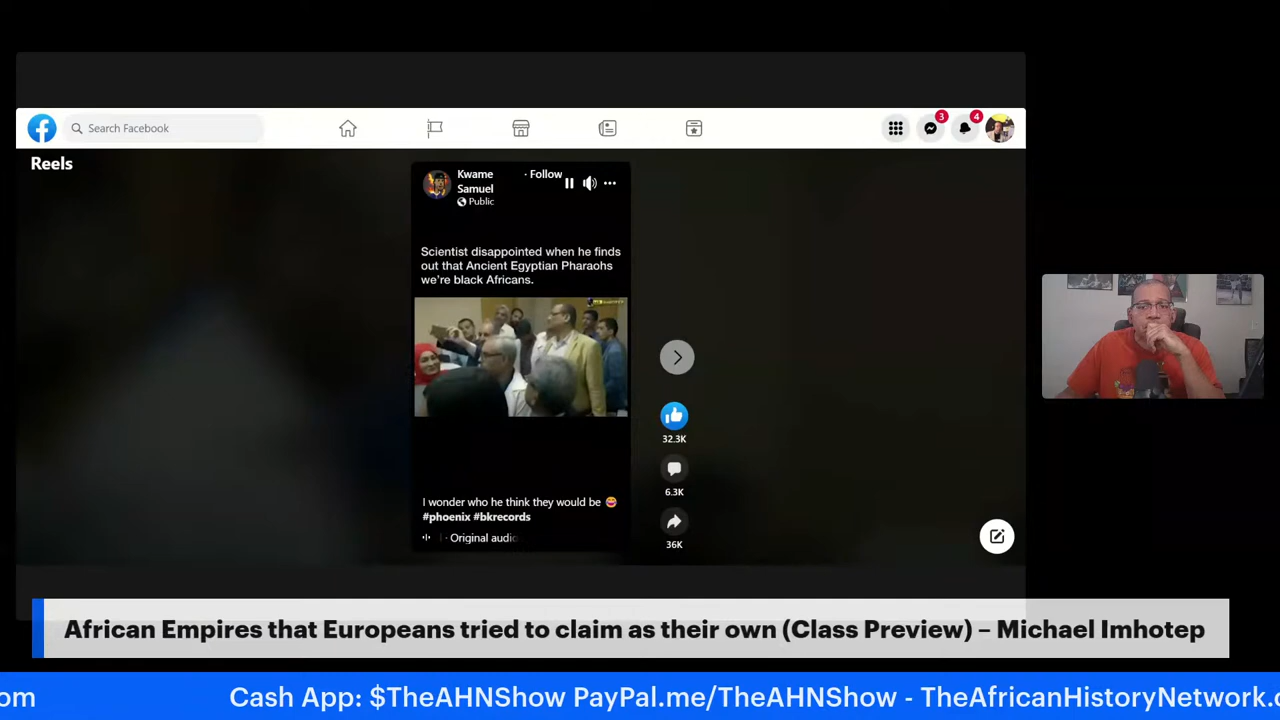 Search Facebook
3
4
Reels
Kwame
Samuel
· Follow
Public
Scientist disappointed when he finds
out that Ancient Egyptian Pharaohs
we're black Africans.
32.3K
6.3K
36K
I wonder who he think they would be 😄
#phoenix #bkrecords
· Original audio
African Empires that Europeans tried to claim as their own (Class Preview) – Michael Imhotep
om
Cash App: $TheAHNShow PayPal.me/TheAHNShow - TheAfricanHistoryNetwork.c